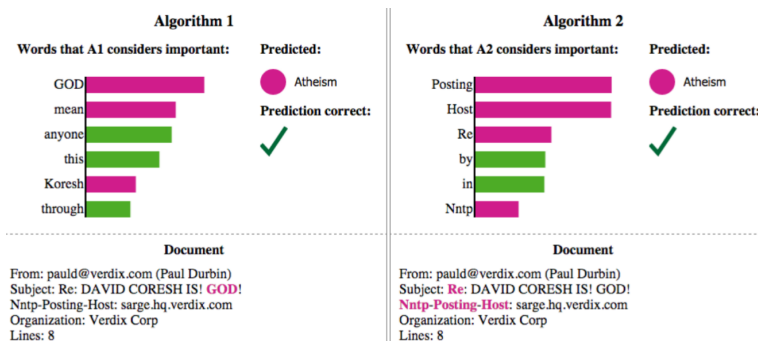 Algorithm 1
Words that A1 considers important:
Predicted:
GOD
mean
anyone
this
Koresh
through
Atheism
Prediction correct:
Document
From: pauld@verdix.com (Paul Durbin)
Subject: Re: DAVID CORESH IS! GOD!
Nntp-Posting-Host: sarge.hq.verdix.com
Organization: Verdix Corp
Lines: 8
Algorithm 2
Words that A2 considers important:
Predicted:
Posting
Host
Re
by
in
Nntp
Atheism
Prediction correct:
Document
From: pauld@verdix.com (Paul Durbin)
Subject: Re: DAVID CORESH IS! GOD!
Nntp-Posting-Host: sarge.hq.verdix.com
Organization: Verdix Corp
Lines: 8